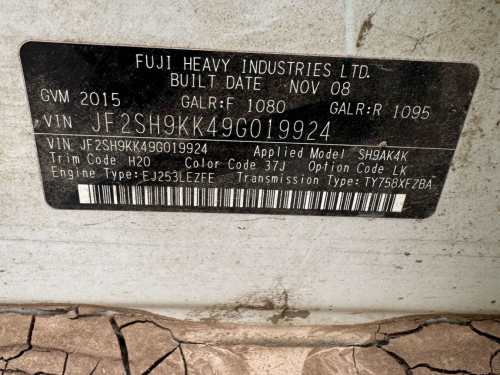 FUJI HEAVY INDUSTRIES LTD.
BUILT DATE NOV 08
GVM 2015 GALR:F 1080 GALR:R 1095
VIN JF2SH9KK49G019924
VIN JF2SH9KK49G019924 Applied Model SH9AK4K
Trim Code H20 Color Code 37J Option Code LK
Engine Type:EJ253LEZFE Transmission Type:TY758XFZBA